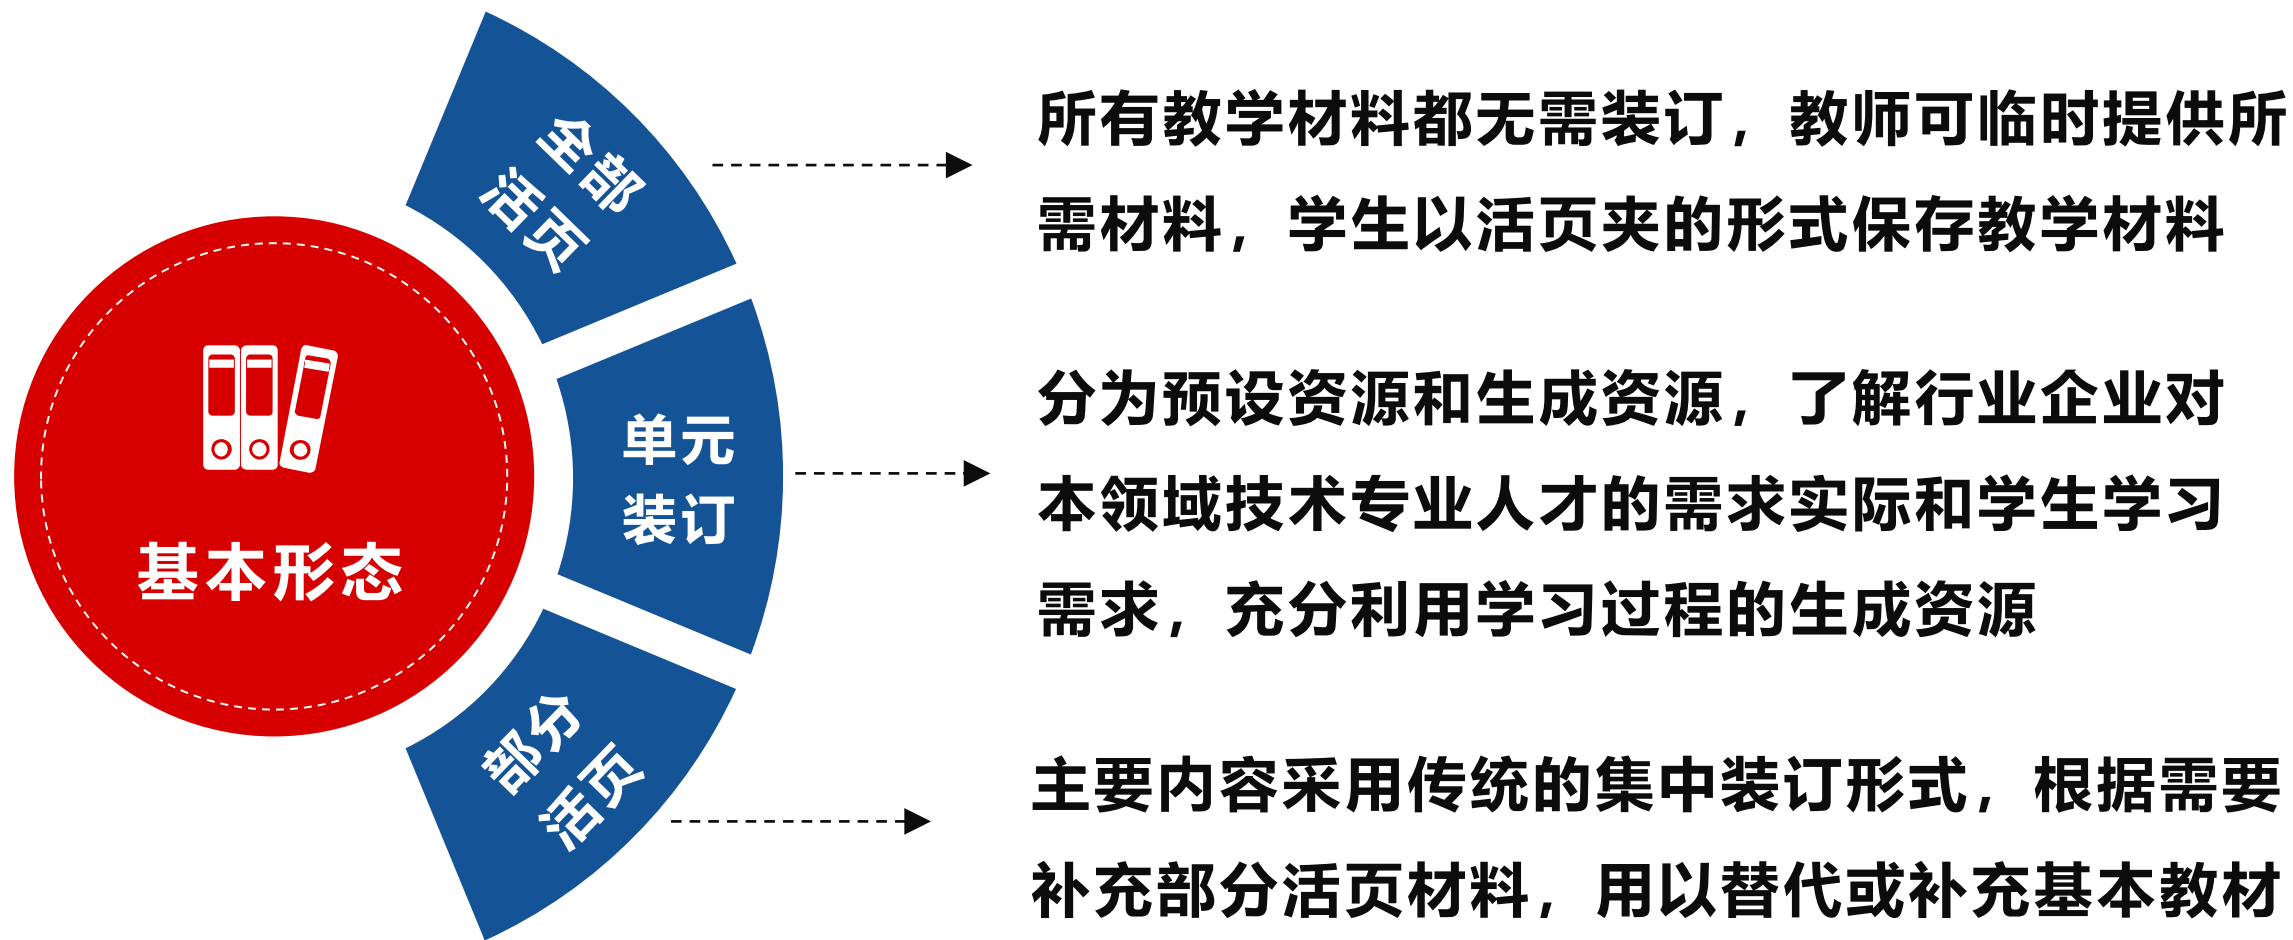 基本形态
全部
活页
所有教学材料都无需装订，教师可临时提供所
需材料，学生以活页夹的形式保存教学材料
单元
装订
分为预设资源和生成资源，了解行业企业对
本领域技术专业人才的需求实际和学生学习
需求，充分利用学习过程的生成资源
部分
活页
主要内容采用传统的集中装订形式，根据需要
补充部分活页材料，用以替代或补充基本教材